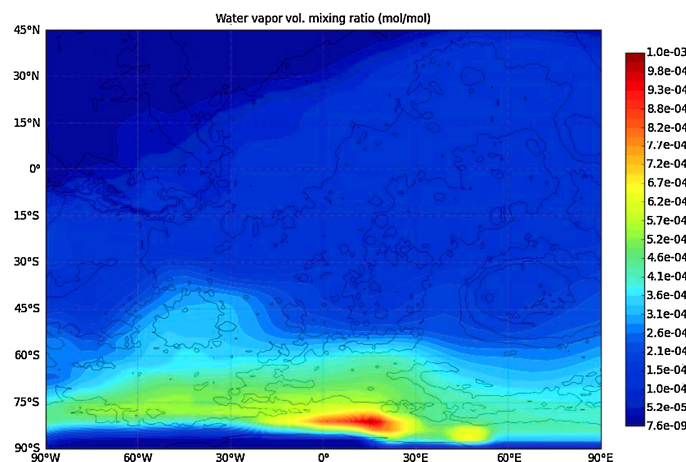 Water vapor vol. mixing ratio (mol/mol)
45°N
30°N
15°N
0°
15°S
30°S
45°S
60°S
75°S
90°S
90°W
60°W
30°W
0°
30°E
60°E
90°E
1.0e-03
9.8e-04
9.3e-04
8.8e-04
8.2e-04
7.7e-04
7.2e-04
6.7e-04
6.2e-04
5.7e-04
5.2e-04
4.6e-04
4.1e-04
3.6e-04
3.1e-04
2.6e-04
2.1e-04
1.5e-04
1.0e-04
5.2e-05
7.6e-09